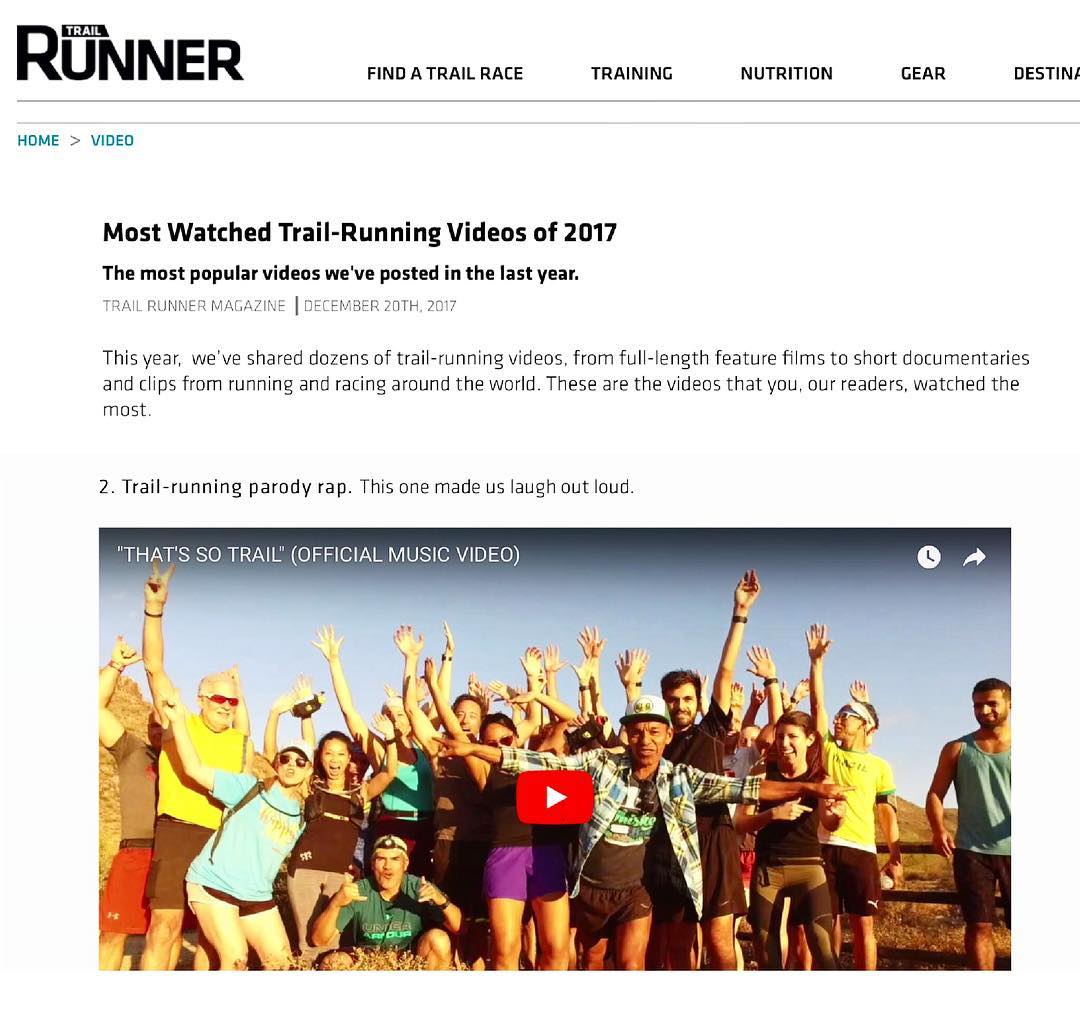 TRAIL
RUNNER
FIND A TRAIL RACE TRAINING NUTRITION GEAR DESTINA
HOME > VIDEO
Most Watched Trail-Running Videos of 2017
The most popular videos we've posted in the last year.
TRAIL RUNNER MAGAZINE | DECEMBER 20TH, 2017
This year, we've shared dozens of trail-running videos, from full-length feature films to short documentaries
and clips from running and racing around the world. These are the videos that you, our readers, watched the
most.
2. Trail-running parody rap. This one made us laugh out loud.
"THAT'S SO TRAIL" (OFFICIAL MUSIC VIDEO)
UNDER
ARMOUR